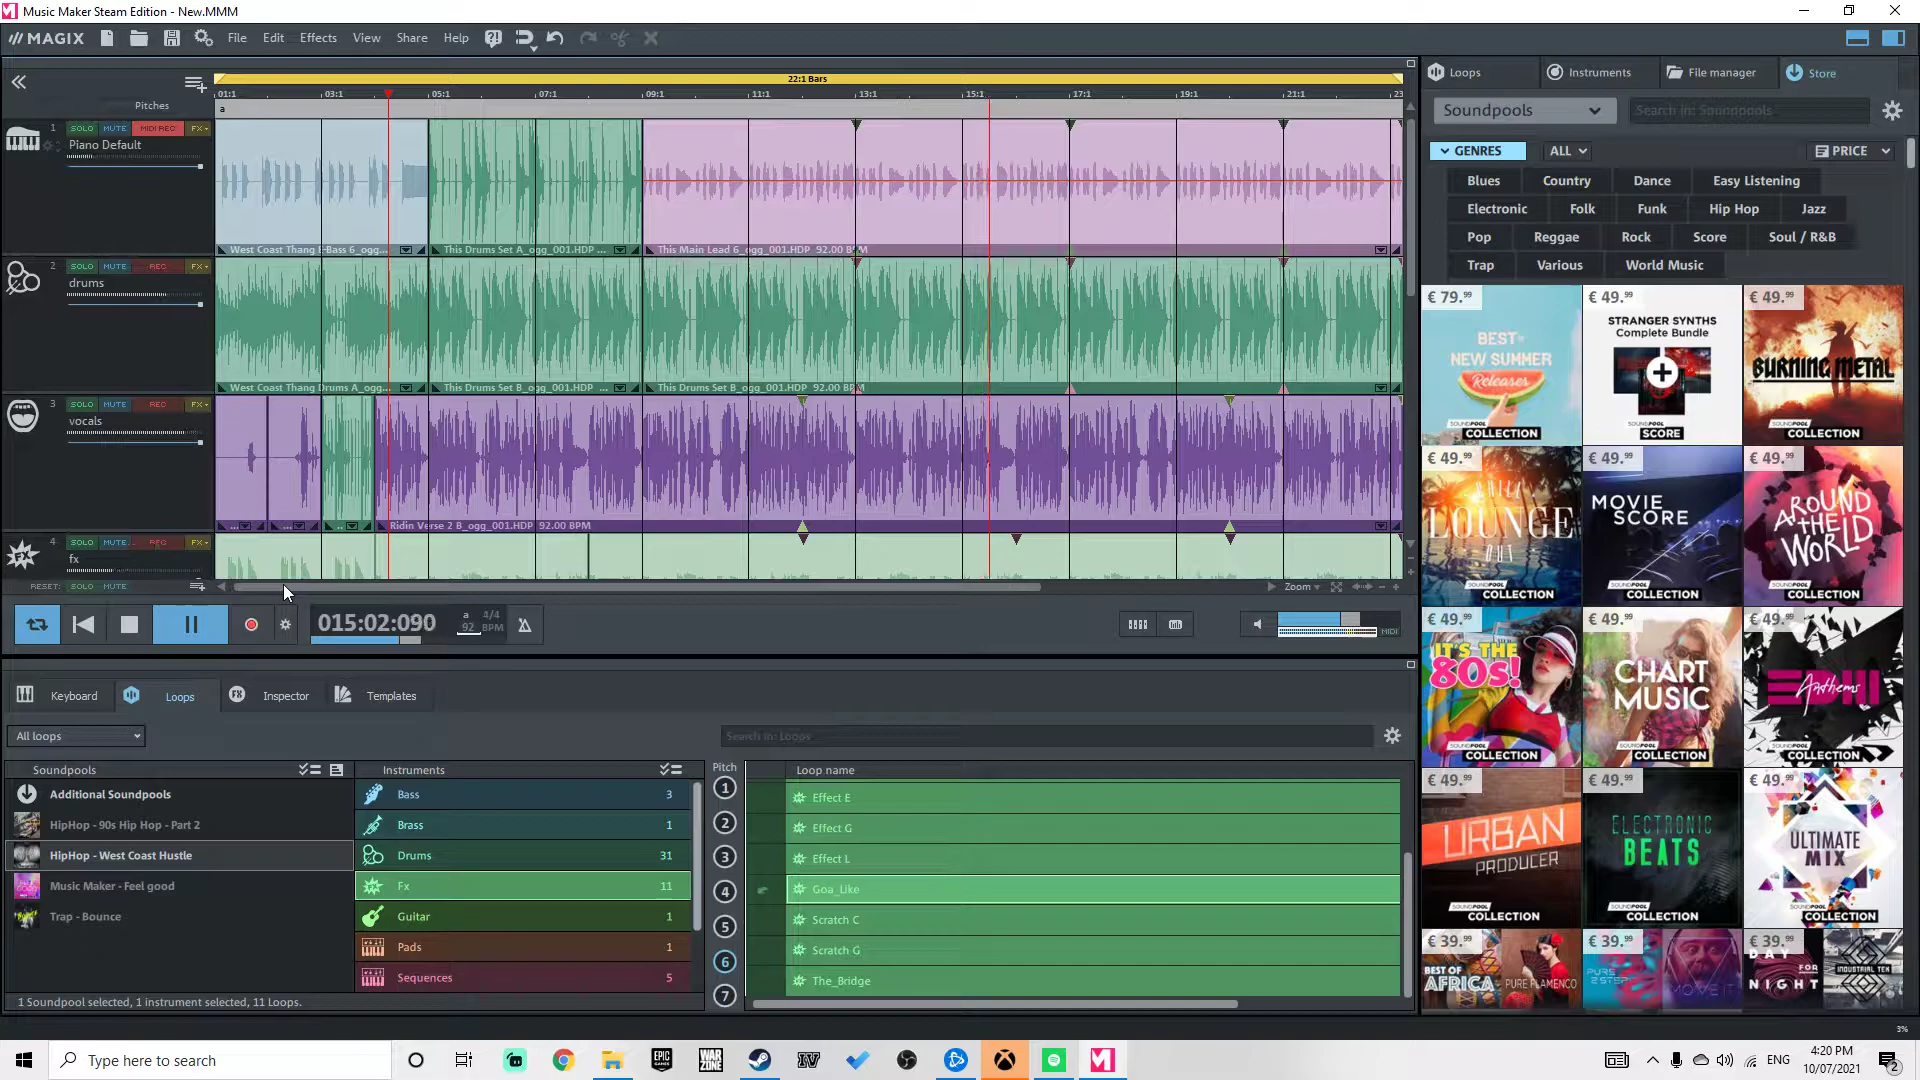 Music Maker Steam Edition - New.MMM
MAGIX File Edit Effects View Share Help
22:1 Bars
01:1 03:1 05:1 07:1 09:1 11:1 13:1 15:1 17:1 19:1 21:1 23
Pitches
a
1 SOLO MUTE MIDI REC FX
Piano Default
West Coast Thang E-Bass 6_ogg... This Drums Set A_ogg_001.HDP ... This Main Lead 6_ogg_001.HDP 92.00 BPM
2 SOLO MUTE REC FX
drums
West Coast Thang Drums A_ogg... This Drums Set B_ogg_001.HDP ... This Drums Set B_ogg_001.HDP 92.00 BPM
3 SOLO MUTE REC FX
vocals
Ridin Verse 2 B_ogg_001.HDP 92.00 BPM
4 SOLO MUTE REC FX
fx
RESET: SOLO MUTE
Zoom
015:02:090 a 4/4 92 BPM
MIDI
Keyboard Loops Inspector Templates
All loops
Search in: Loops
Soundpools
Additional Soundpools
HipHop - 90s Hip Hop - Part 2
HipHop - West Coast Hustle
Music Maker - Feel good
Trap - Bounce
Instruments
Bass 3
Brass 1
Drums 31
Fx 11
Guitar 1
Pads 1
Sequences 5
Pitch
1
2
3
4
5
6
7
Loop name
Effect E
Effect G
Effect L
Goa_Like
Scratch C
Scratch G
The_Bridge
1 Soundpool selected, 1 instrument selected, 11 Loops.
Loops Instruments File manager Store
Soundpools Search in: Soundpools
GENRES ALL PRICE
Blues Country Dance Easy Listening
Electronic Folk Funk Hip Hop Jazz
Pop Reggae Rock Score Soul / R&B
Trap Various World Music
€ 79.99 € 49.99 € 49.99
BEST NEW SUMMER Releases SOUNDPOOL COLLECTION
STRANGER SYNTHS Complete Bundle SOUNDPOOL SCORE
BURNING METAL SOUNDPOOL COLLECTION
€ 49.99 € 49.99 € 49.99
CHILL LOUNGE OUT SOUNDPOOL COLLECTION
MOVIE SCORE SOUNDPOOL COLLECTION
AROUND THE WORLD SOUNDPOOL COLLECTION
€ 49.99 € 49.99 € 49.99
IT'S THE 80s! SOUNDPOOL COLLECTION
CHART MUSIC SOUNDPOOL COLLECTION
EDM Anthems SOUNDPOOL COLLECTION
€ 49.99 € 49.99 € 49.99
URBAN PRODUCER SOUNDPOOL COLLECTION
ELECTRONIC BEATS SOUNDPOOL COLLECTION
ULTIMATE MIX SOUNDPOOL COLLECTION
€ 39.99 € 39.99 € 39.99
BEST OF AFRICA PURE FLAMENCO
PURE 2STEP MOVE IT
DAY FOR NIGHT INDUSTRIAL TEK
3%
Type here to search
EPIC GAMES
WAR ZONE
IV
ENG
4:20 PM
10/07/2021
2